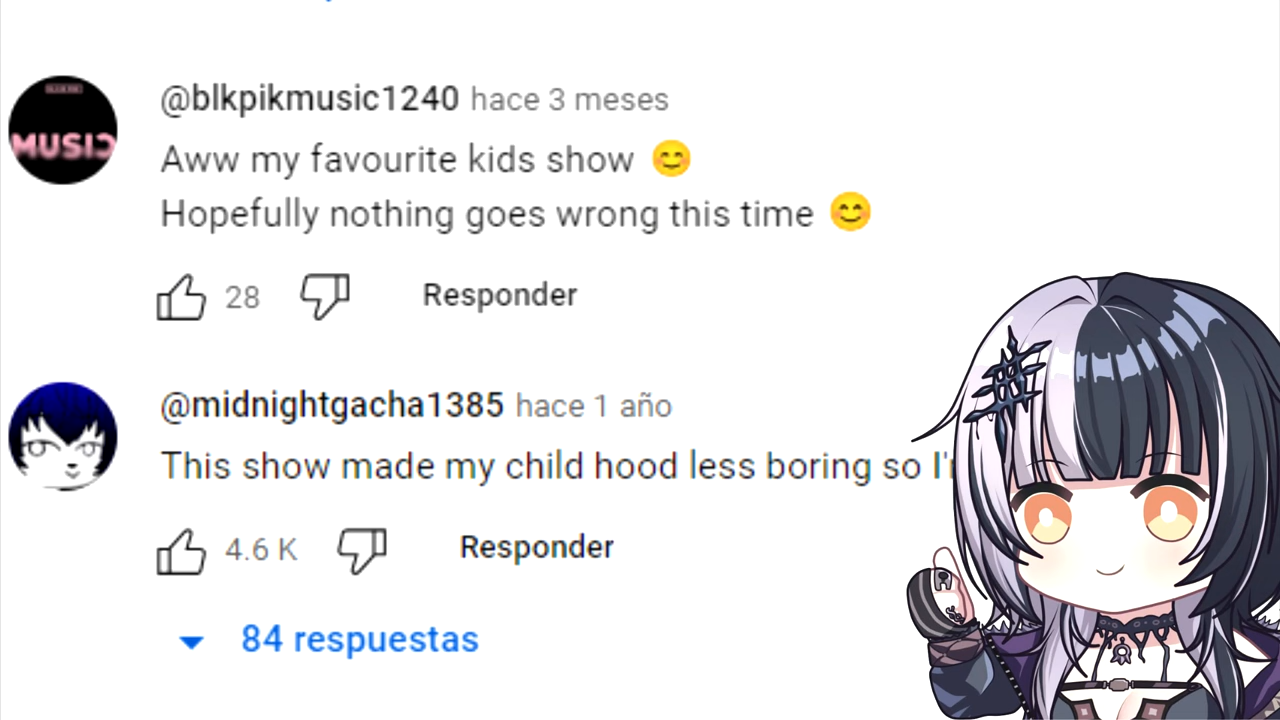 MUSIC
@blkpikmusic1240 hace 3 meses
Aww my favourite kids show 😊
Hopefully nothing goes wrong this time 😊
28 Responder
@midnightgacha1385 hace 1 año
This show made my child hood less boring so
4.6 K Responder
84 respuestas